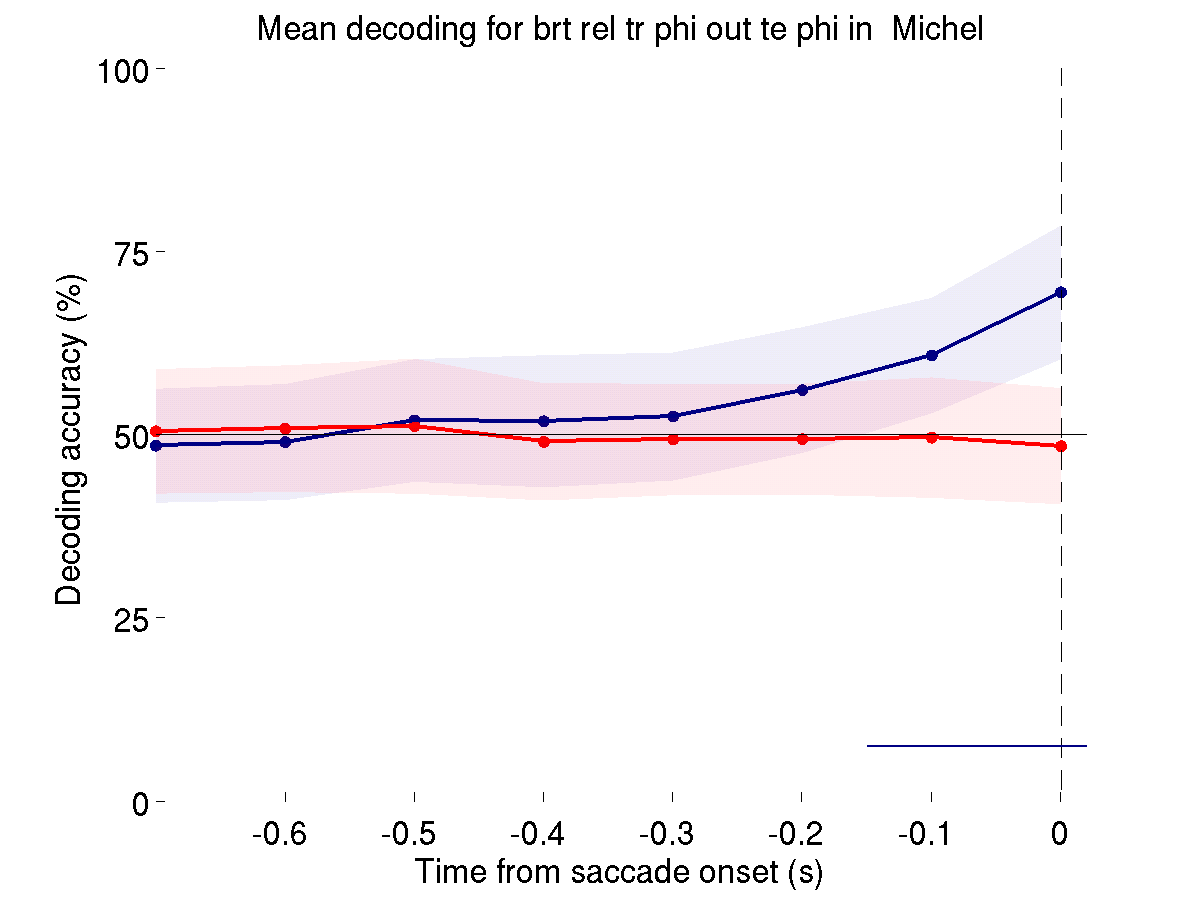 Mean decoding for brt rel tr phi out te phi in  Michel
100
75
50
25
0
Decoding accuracy (%)
-0.6 -0.5 -0.4 -0.3 -0.2 -0.1 0
Time from saccade onset (s)